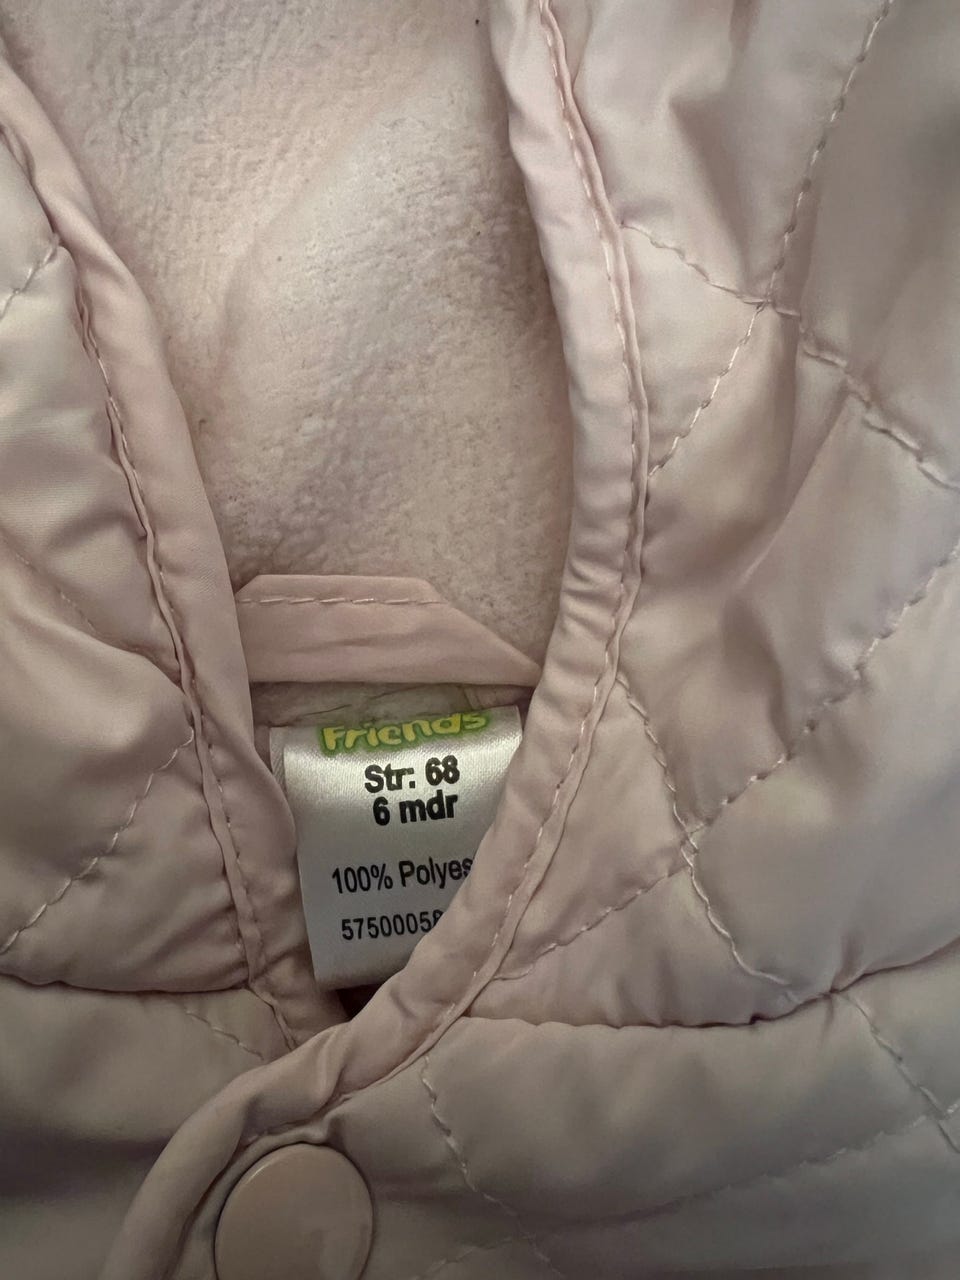 Friends
Str: 68
6 mdr
100% Polyes
5750005